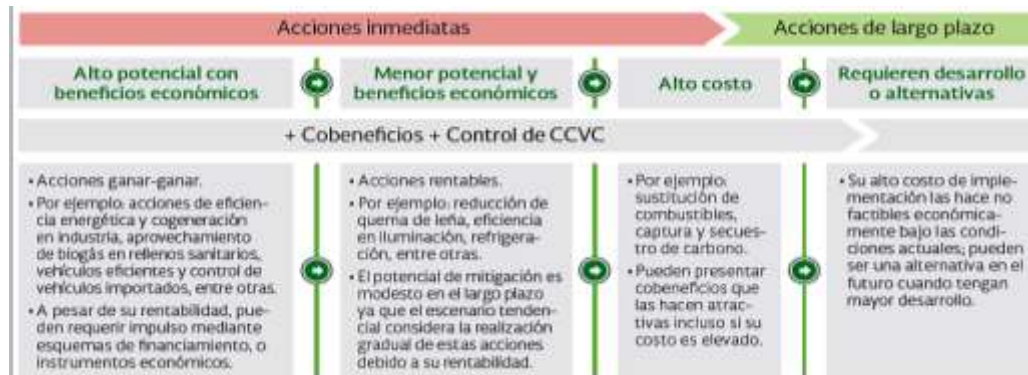 Acciones inmediatas
Acciones de largo plazo
Alto potencial con
beneficios económicos
Menor potencial y
beneficios económicos
Alto costo
Requieren desarrollo
o alternativas
+ Cobeneficios + Control de CCVC
• Acciones ganar-ganar.
• Por ejemplo: acciones de eficien-
cia energética y cogeneración
en industria, aprovechamiento
de biogás en rellenos sanitarios,
vehículos eficientes y control de
vehículos importados, entre otras.
• A pesar de su rentabilidad, pue-
den requerir impulso mediante
esquemas de financiamiento, o
instrumentos económicos.
• Acciones rentables.
• Por ejemplo: reducción de
quema de leña, eficiencia
en iluminación, refrigera-
ción, entre otras.
• El potencial de mitigación es
modesto en el largo plazo
ya que el escenario tenden-
cial considera la realización
gradual de estas acciones
debido a su rentabilidad.
• Por ejemplo:
sustitución de
combustibles,
captura y secues-
tro de carbono.
• Pueden presentar
cobeneficios que
las hacen atrac-
tivas incluso si su
costo es elevado.
• Su alto costo de imple-
mentación las hace no
factibles económica-
mente bajo las condi-
ciones actuales; pueden
ser una alternativa en el
futuro cuando tengan
mayor desarrollo.